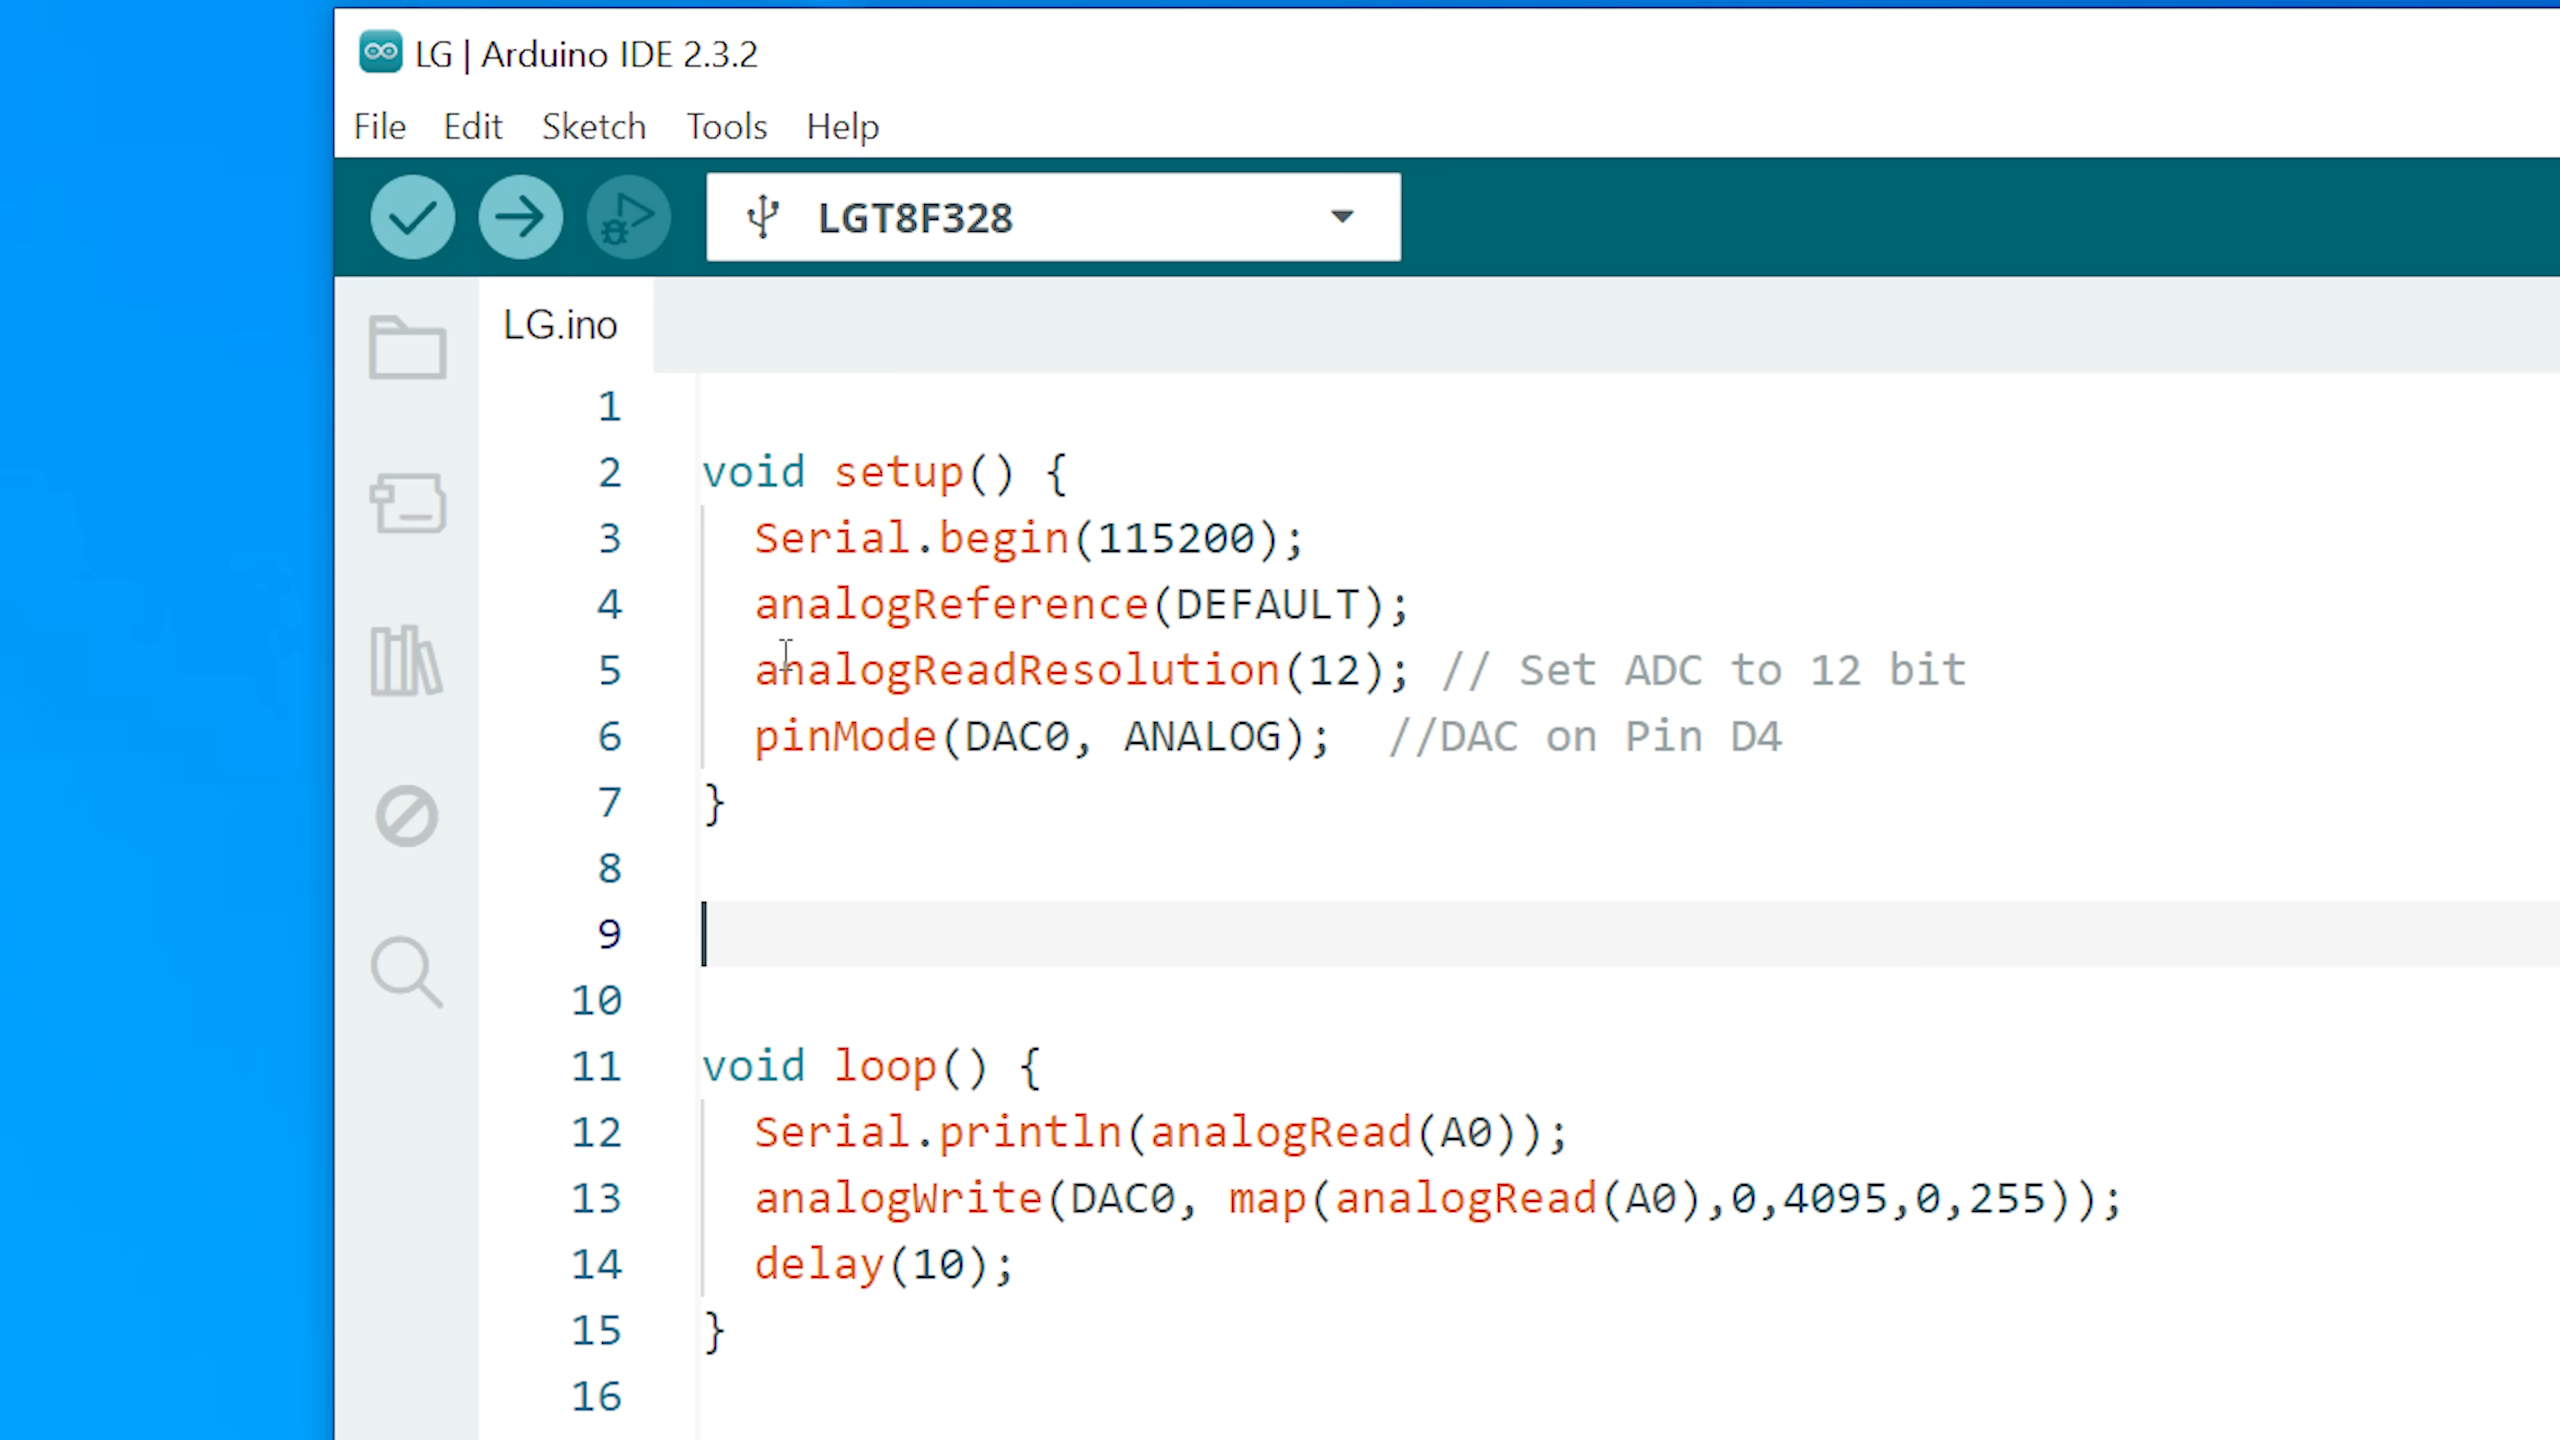 LG | Arduino IDE 2.3.2
File Edit Sketch Tools Help
LGT8F328
LG.ino
1
2 void setup() {
3 Serial.begin(115200);
4 analogReference(DEFAULT);
5 analogReadResolution(12); // Set ADC to 12 bit
6 pinMode(DAC0, ANALOG);  //DAC on Pin D4
7 }
8
9
10
11 void loop() {
12 Serial.println(analogRead(A0));
13 analogWrite(DAC0, map(analogRead(A0),0,4095,0,255));
14 delay(10);
15 }
16